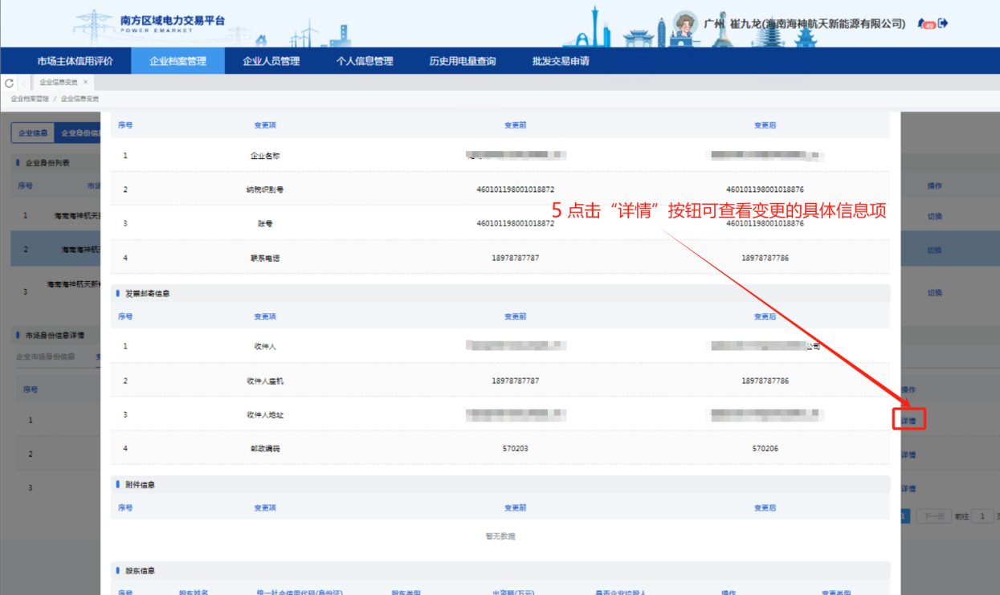 南方区域电力交易平台
POWER EMARKET
广州 崔九龙(海南海神航天新能源有限公司) 49
市场主体信用评价 企业档案管理 企业人员管理 个人信息管理 历史用电量查询 批发交易申请
企业信息变更 ×
企业档案管理 / 企业信息变更
企业信息 企业身份信
序号 变更项 变更前 变更后
1 企业名称
企业身份列表
序号 市场 操作
2 纳税识别号 460101198001018872 460101198001018876
5 点击“详情”按钮可查看变更的具体信息项
1 海南海神航天 切换
3 账号 460101198001018872 460101198001018876
2 海南海神航天 切换
4 联系电话 18978787787 18978787786
3 海南海神航天新 切换
发票邮寄信息
序号 变更项 变更前 变更后
市场身份信息详情
1 收件人 公司
企业市场身份信息
2 收件人座机 18978787787 18978787786
序号 操作
3 收件人地址
1 详情
4 邮政编码 570203 570206
2 详情
附件信息
3 详情
序号 变更项 变更前 变更后
1 下一页 前往 1
暂无数据
股东信息
序号 股东姓名 统一社会信用代码(身份证) 股东类型 出资额(万元) 是否企业控股人 操作 变更类型